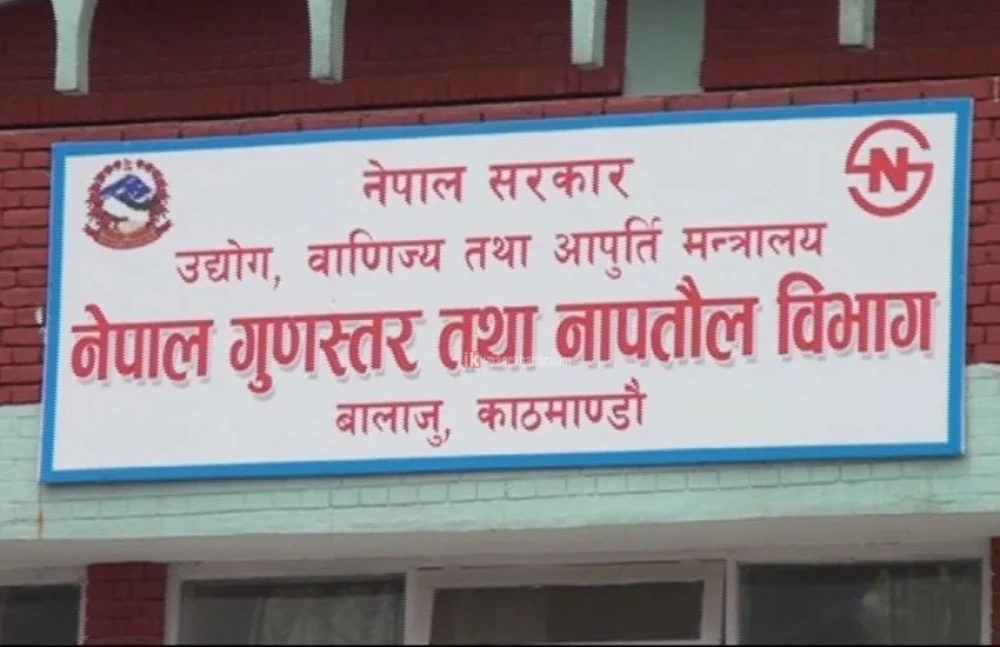 नेपाल सरकार
उद्योग, वाणिज्य तथा आपुर्ति मन्त्रालय
नेपाल गुणस्तर तथा नापतौल विभाग
बालाजु, काठमाण्डौ
N